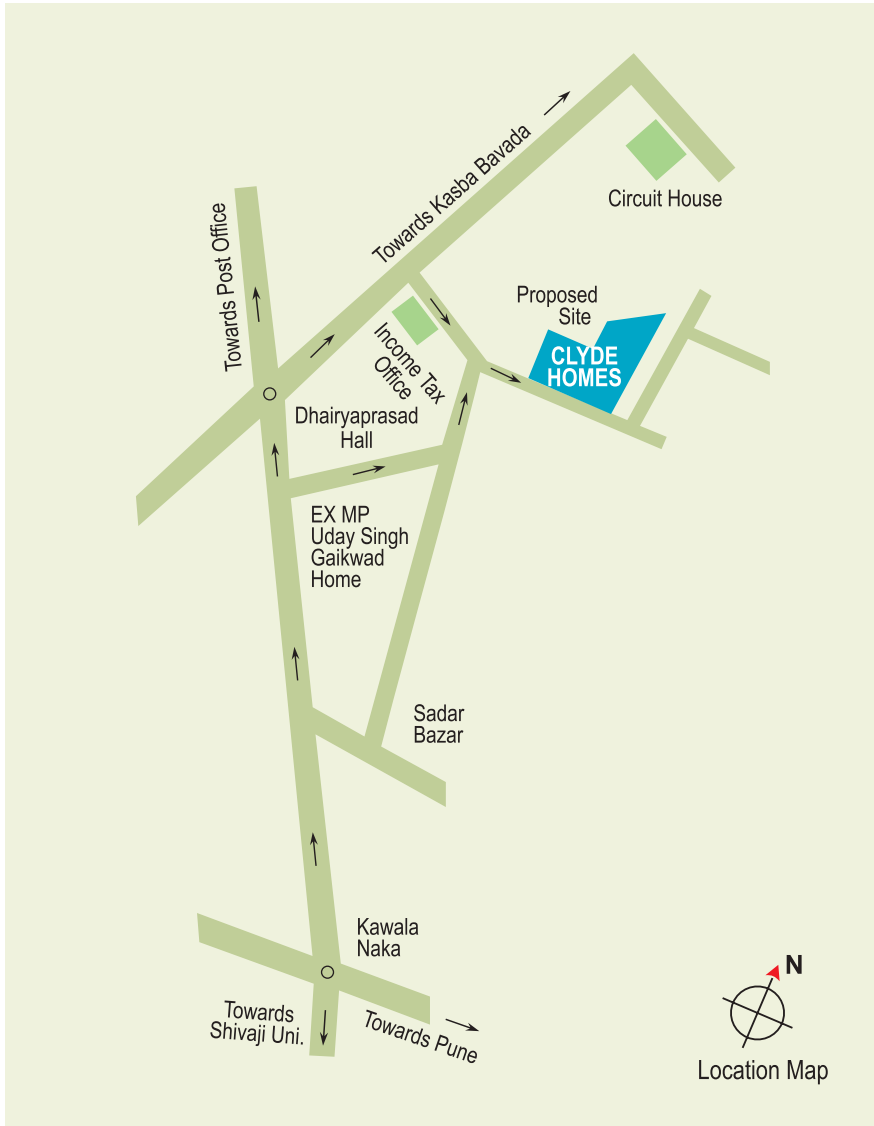 Towards Kasba Bavada
Circuit House
Towards Post Office
Proposed
Site
CLYDE
HOMES
Income Tax
Office
Dhairyaprasad
Hall
EX MP
Uday Singh
Gaikwad
Home
Sadar
Bazar
Kawala
Naka
Towards
Shivaji Uni.
Towards Pune
N
Location Map